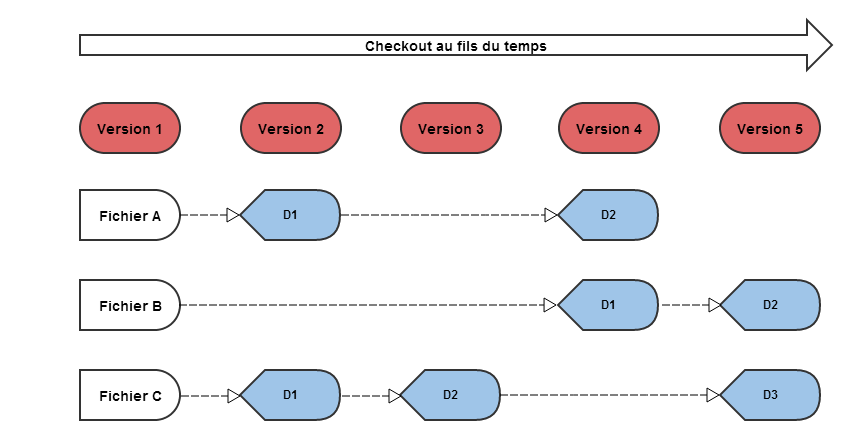 Checkout au fils du temps
Version 1 Version 2 Version 3 Version 4 Version 5
Fichier A D1 D2
Fichier B D1 D2
Fichier C D1 D2 D3